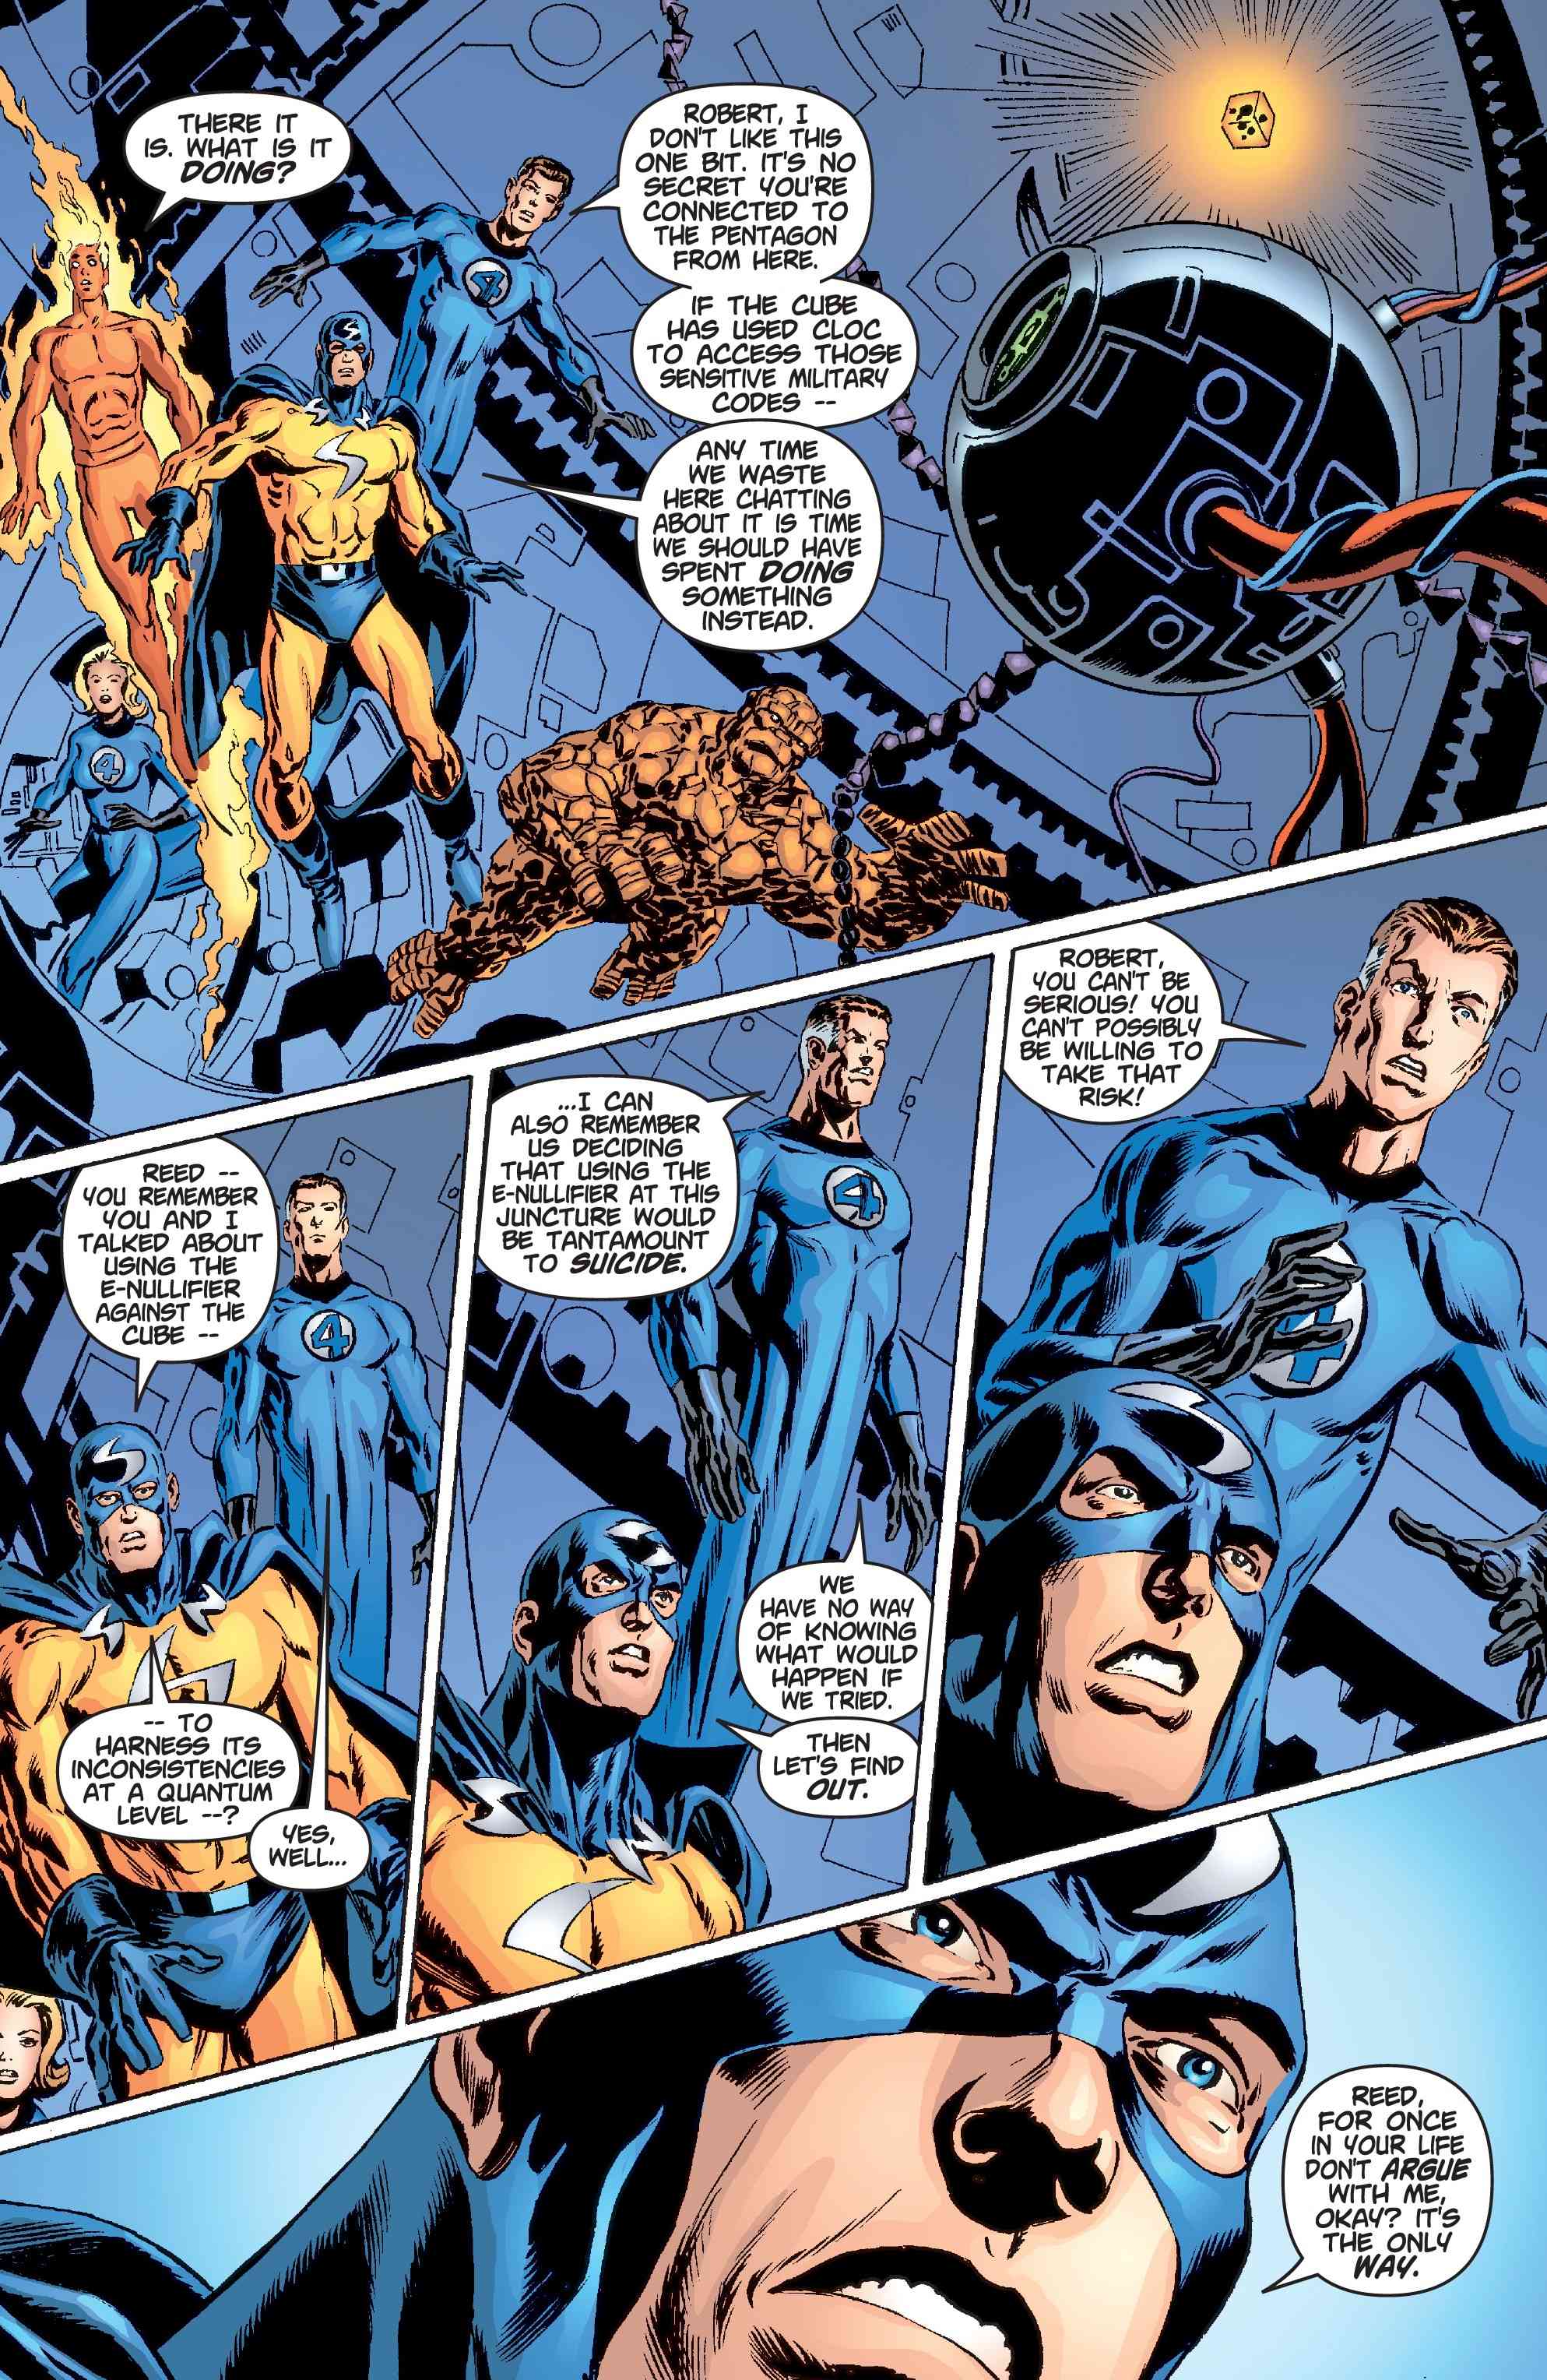 THERE IT
IS. WHAT IS IT
DOING?
ROBERT, I
DON'T LIKE THIS
ONE BIT. IT'S NO
SECRET YOU'RE
CONNECTED TO
THE PENTAGON
FROM HERE.
IF THE CUBE
HAS USED CLOC
TO ACCESS THOSE
SENSITIVE MILITARY
CODES --
ANY TIME
WE WASTE
HERE CHATTING
ABOUT IT IS TIME
WE SHOULD HAVE
SPENT DOING
SOMETHING
INSTEAD.
4
4
REED --
YOU REMEMBER
YOU AND I
TALKED ABOUT
USING THE
E-NULLIFIER
AGAINST THE
CUBE --
4
-- TO
HARNESS ITS
INCONSISTENCIES
AT A QUANTUM
LEVEL --?
YES,
WELL...
...I CAN
ALSO REMEMBER
US DECIDING
THAT USING THE
E-NULLIFIER AT THIS
JUNCTURE WOULD
BE TANTAMOUNT
TO SUICIDE.
4
WE
HAVE NO WAY
OF KNOWING
WHAT WOULD
HAPPEN IF
WE TRIED.
THEN
LET'S FIND
OUT.
ROBERT,
YOU CAN'T BE
SERIOUS! YOU
CAN'T POSSIBLY
BE WILLING TO
TAKE THAT
RISK!
4
REED,
FOR ONCE
IN YOUR LIFE
DON'T ARGUE
WITH ME,
OKAY? IT'S
THE ONLY
WAY.